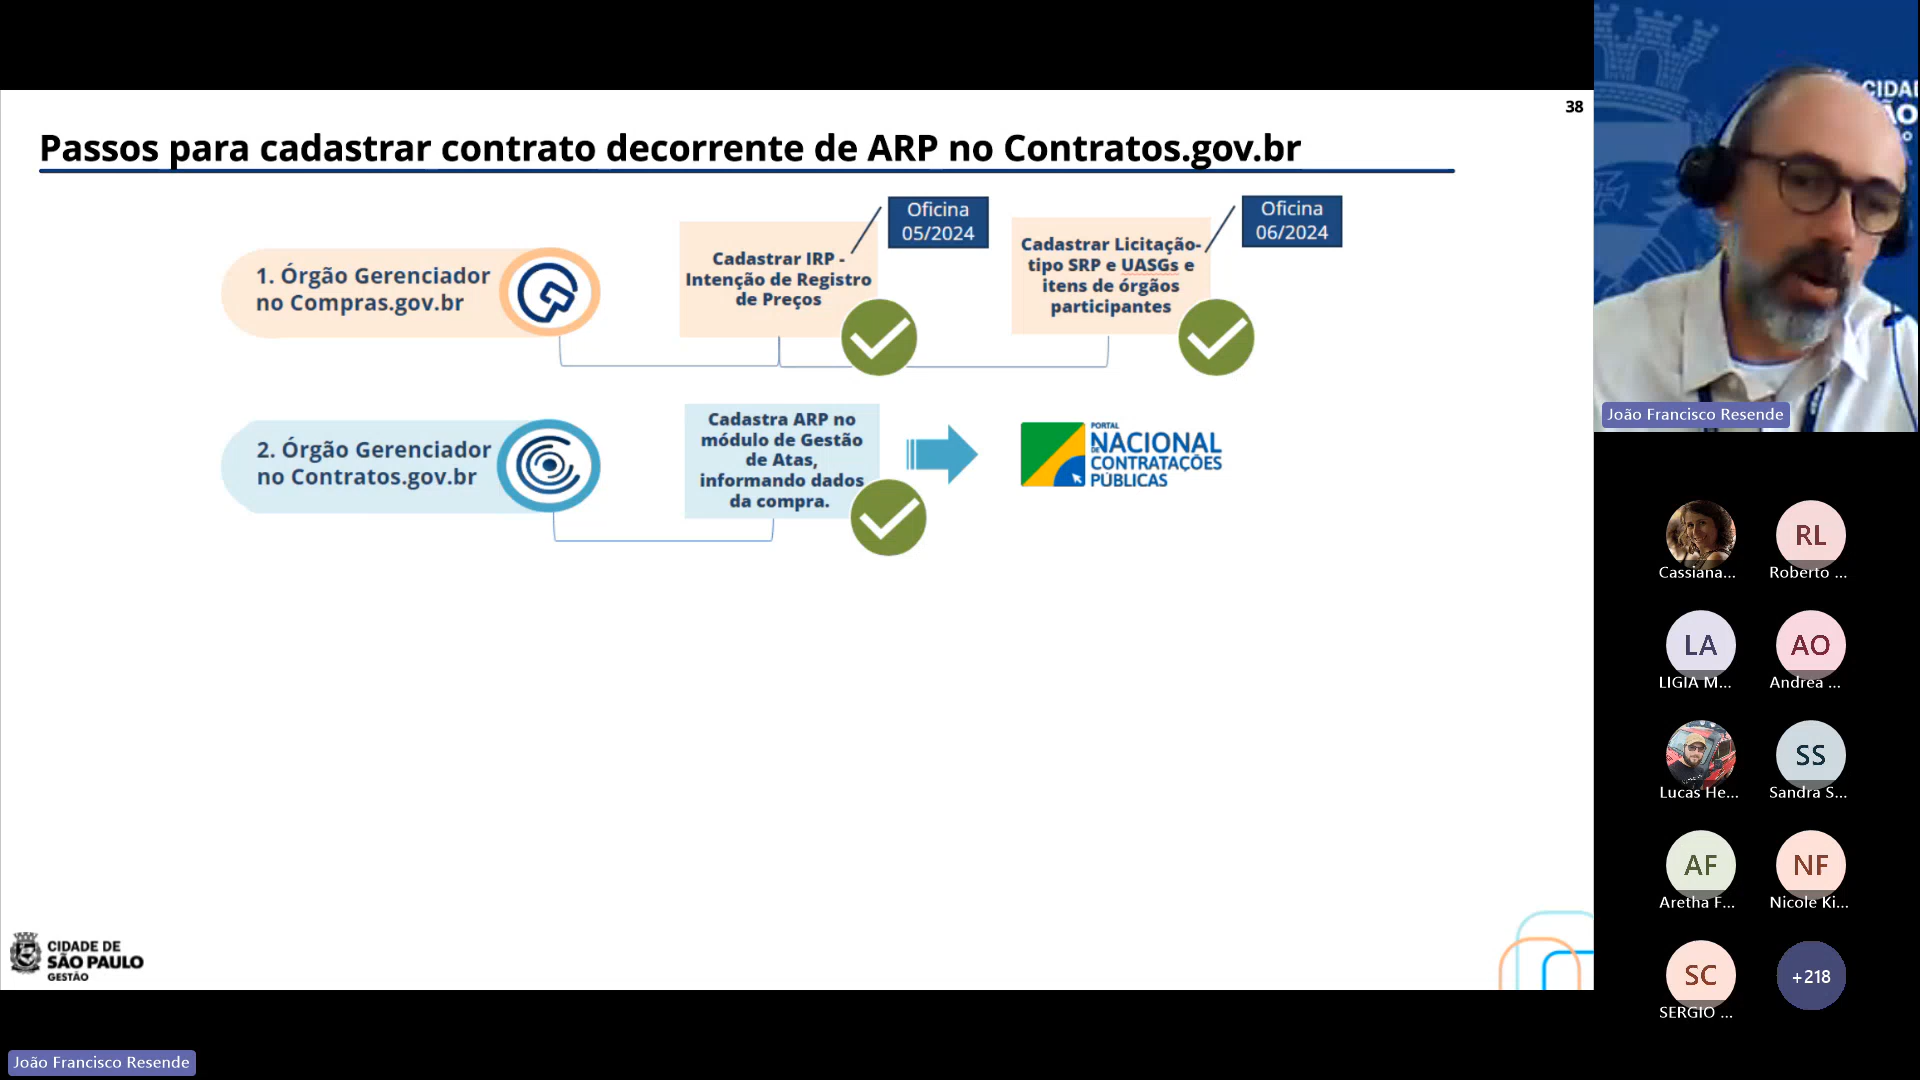 38
Passos para cadastrar contrato decorrente de ARP no Contratos.gov.br
1. Órgão Gerenciador
no Compras.gov.br
Cadastrar IRP -
Intenção de Registro
de Preços
Oficina
05/2024
Cadastrar Licitação-
tipo SRP e UASGs e
itens de órgãos
participantes
Oficina
06/2024
2. Órgão Gerenciador
no Contratos.gov.br
Cadastra ARP no
módulo de Gestão
de Atas,
informando dados
da compra.
PORTAL
NACIONAL
DE CONTRATAÇÕES
PÚBLICAS
CIDADE DE
SÃO PAULO
GESTÃO
João Francisco Resende
RL
Cassiana...
Roberto ...
LA
AO
LIGIA M...
Andrea ...
SS
Lucas He...
Sandra S...
AF
NF
Aretha F...
Nicole Ki...
SC
+218
SERGIO ...
João Francisco Resende